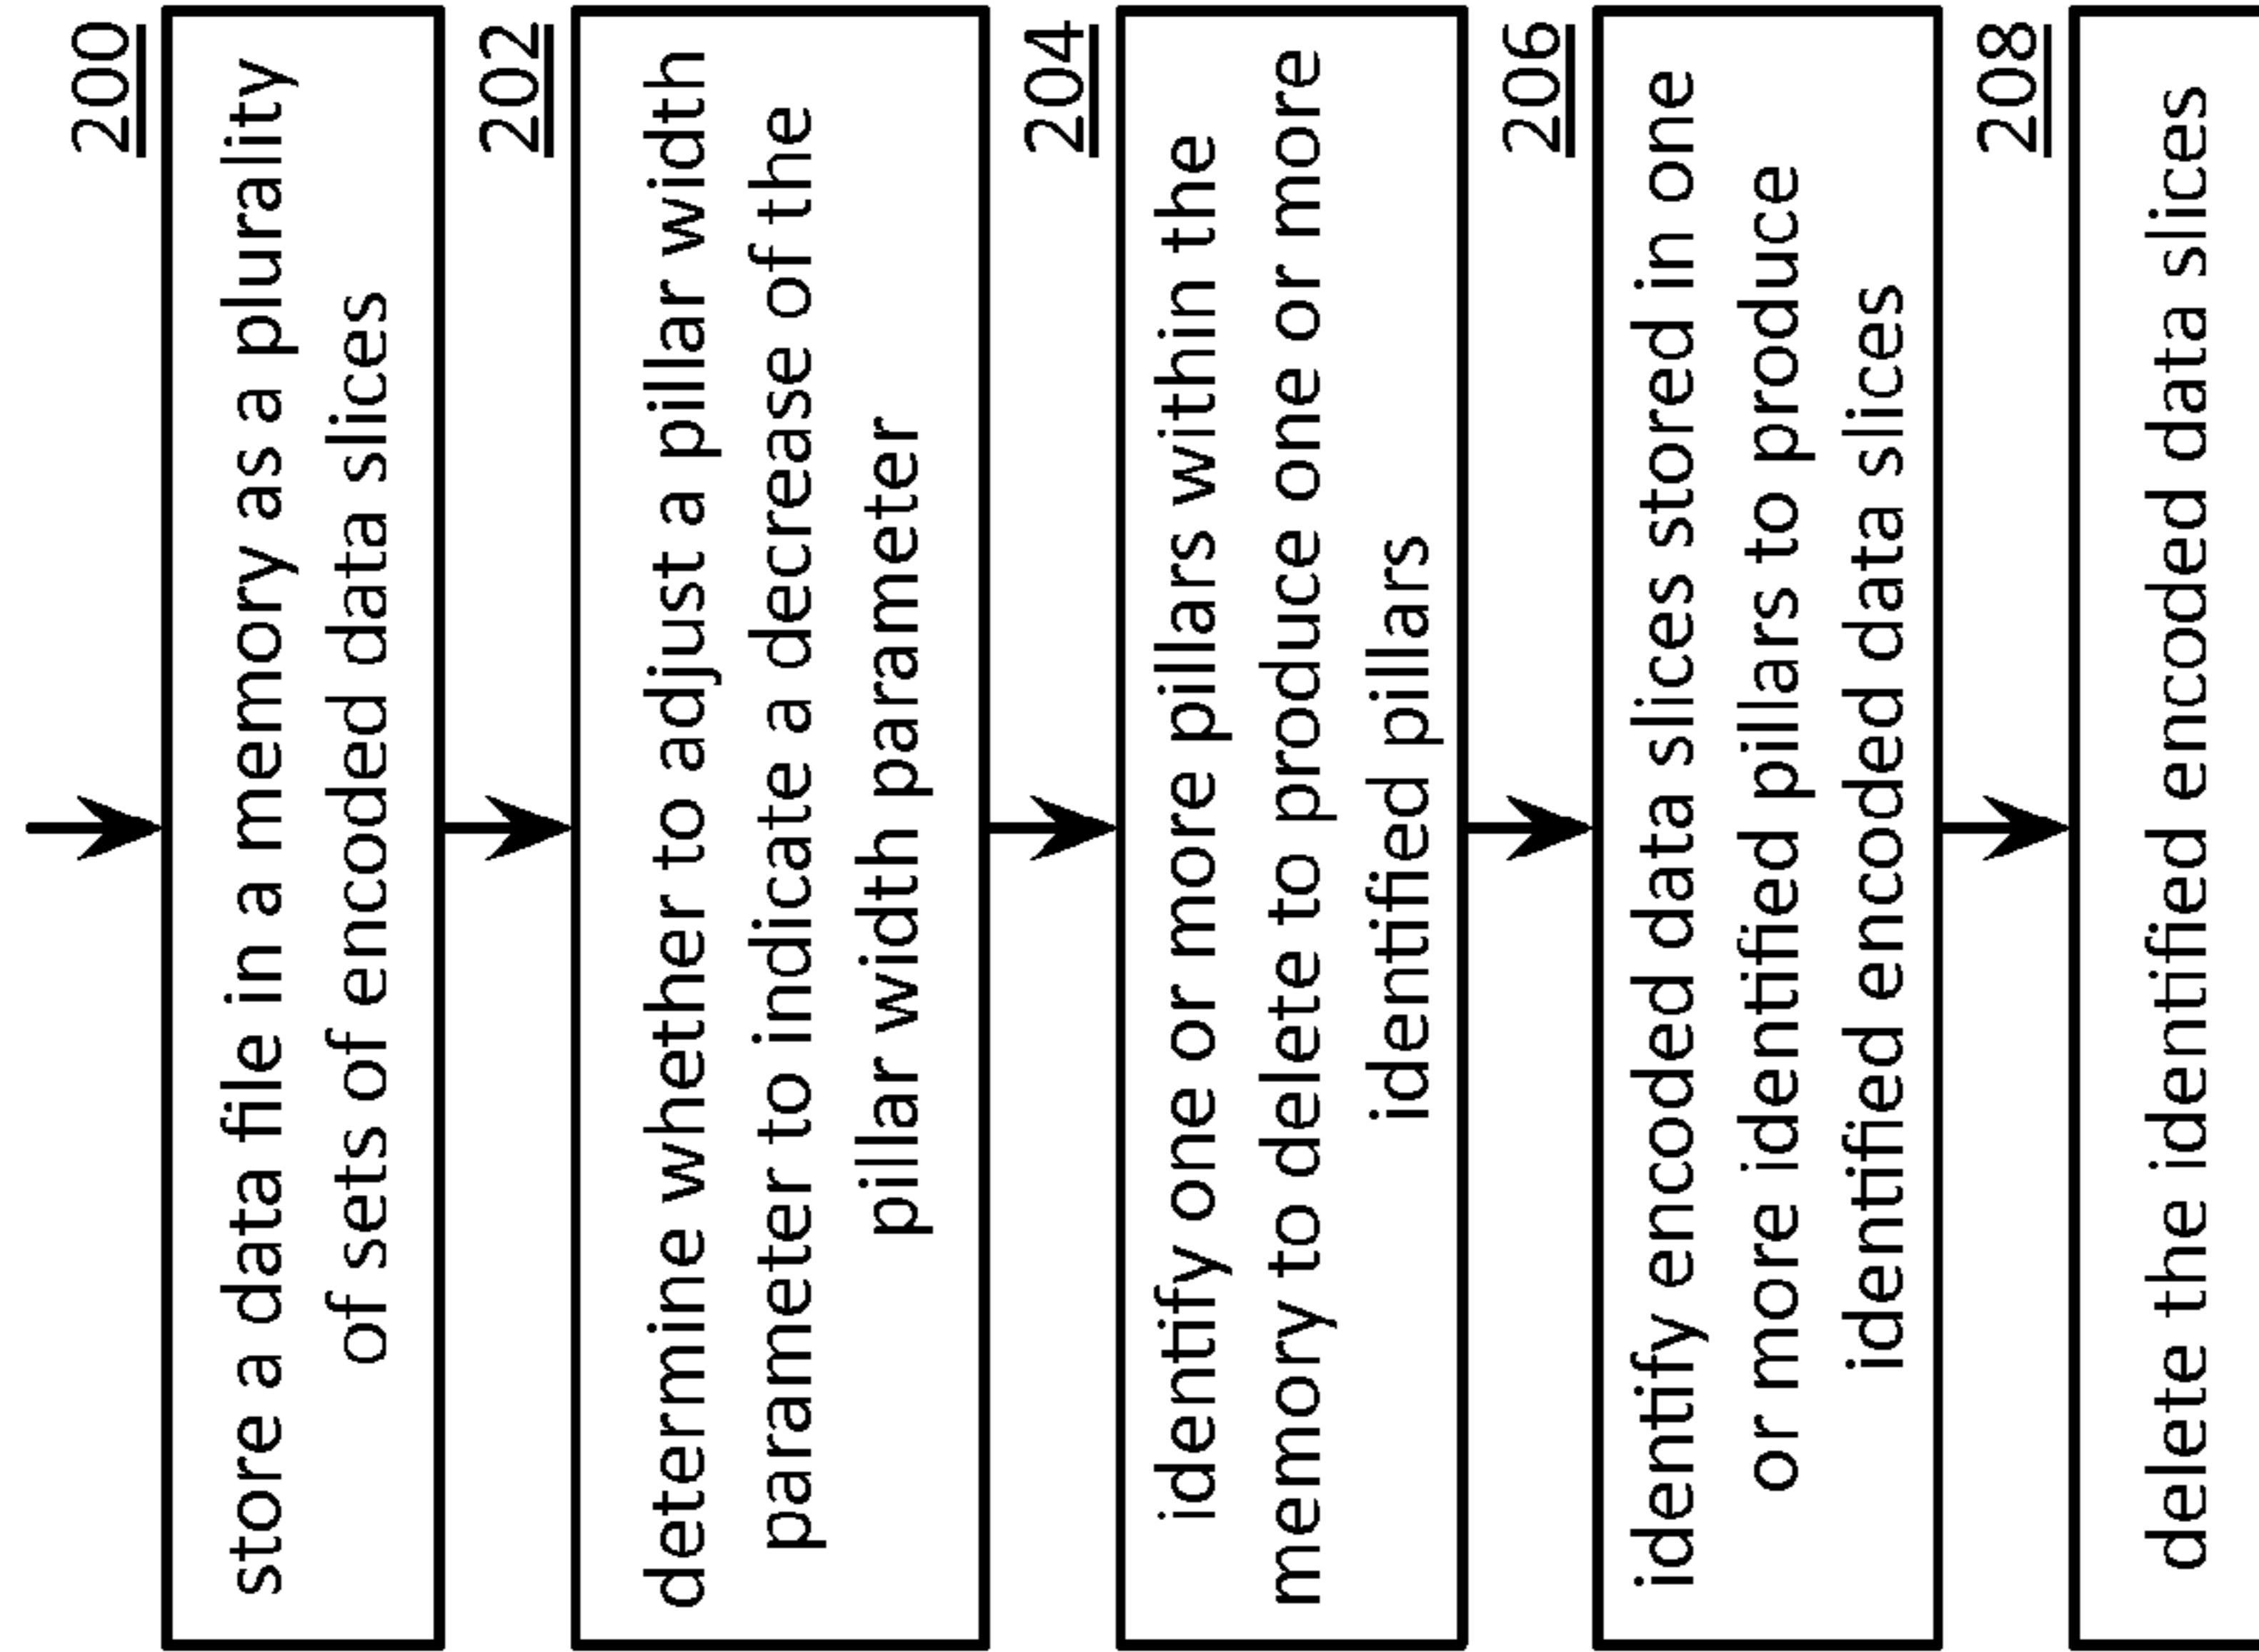 200
store a data file in a memory as a plurality
of sets of encoded data slices
202
determine whether to adjust a pillar width
parameter to indicate a decrease of the
pillar width parameter
204
identify one or more pillars within the
memory to delete to produce one or more
identified pillars
206
identify encoded data slices stored in one
or more identified pillars to produce
identified encoded data slices
208
delete the identified encoded data slices